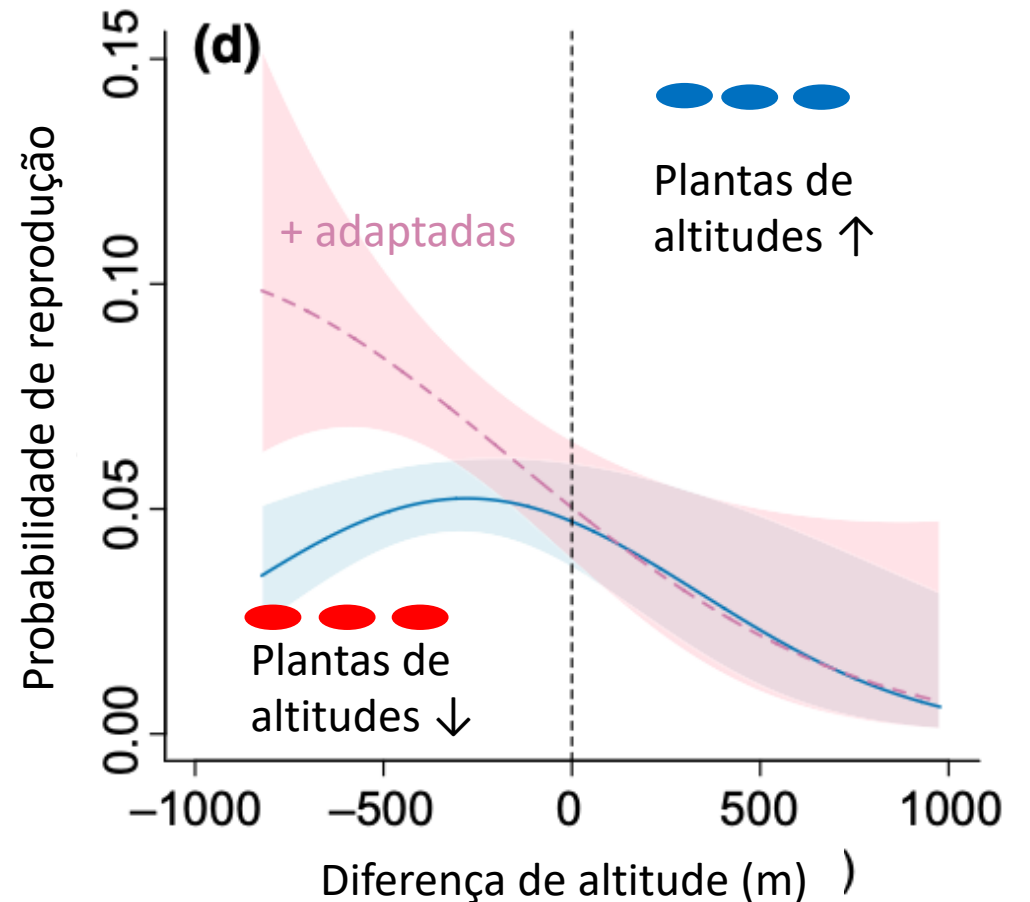 (d)
Probabilidade de reprodução
0.15
0.10
0.05
0.00
+ adaptadas
Plantas de
altitudes ↑
Plantas de
altitudes ↓
−1000
−500
0
500
1000
Diferença de altitude (m)
)